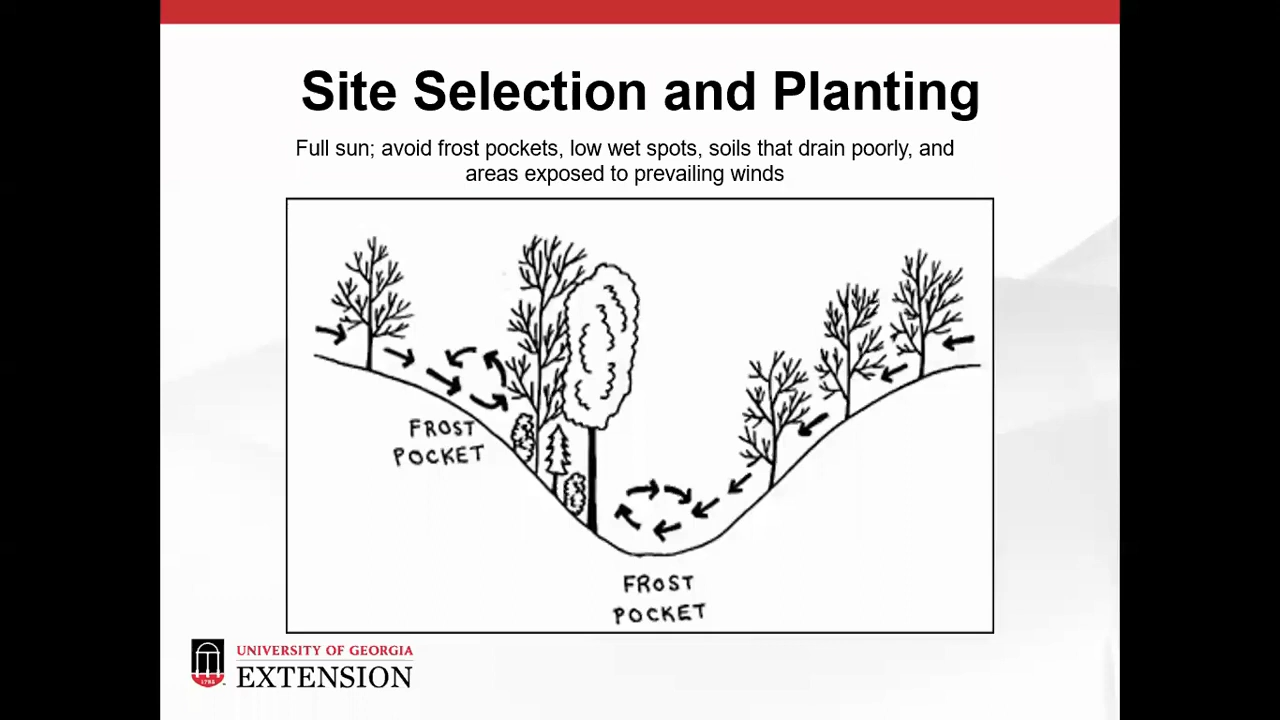 Site Selection and Planting
Full sun; avoid frost pockets, low wet spots, soils that drain poorly, and
areas exposed to prevailing winds
FROST
POCKET
FROST
POCKET
UNIVERSITY OF GEORGIA
EXTENSION
1785